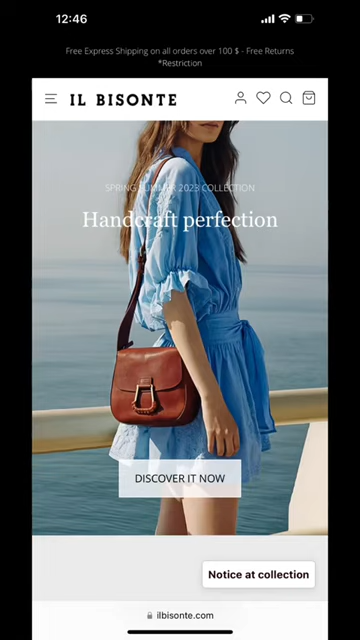 12:46
Free Express Shipping on all orders over 100 $ - Free Returns
*Restriction
IL BISONTE
SPRING SUMMER 2023 COLLECTION
Handcraft perfection
DISCOVER IT NOW
Notice at collection
ilbisonte.com